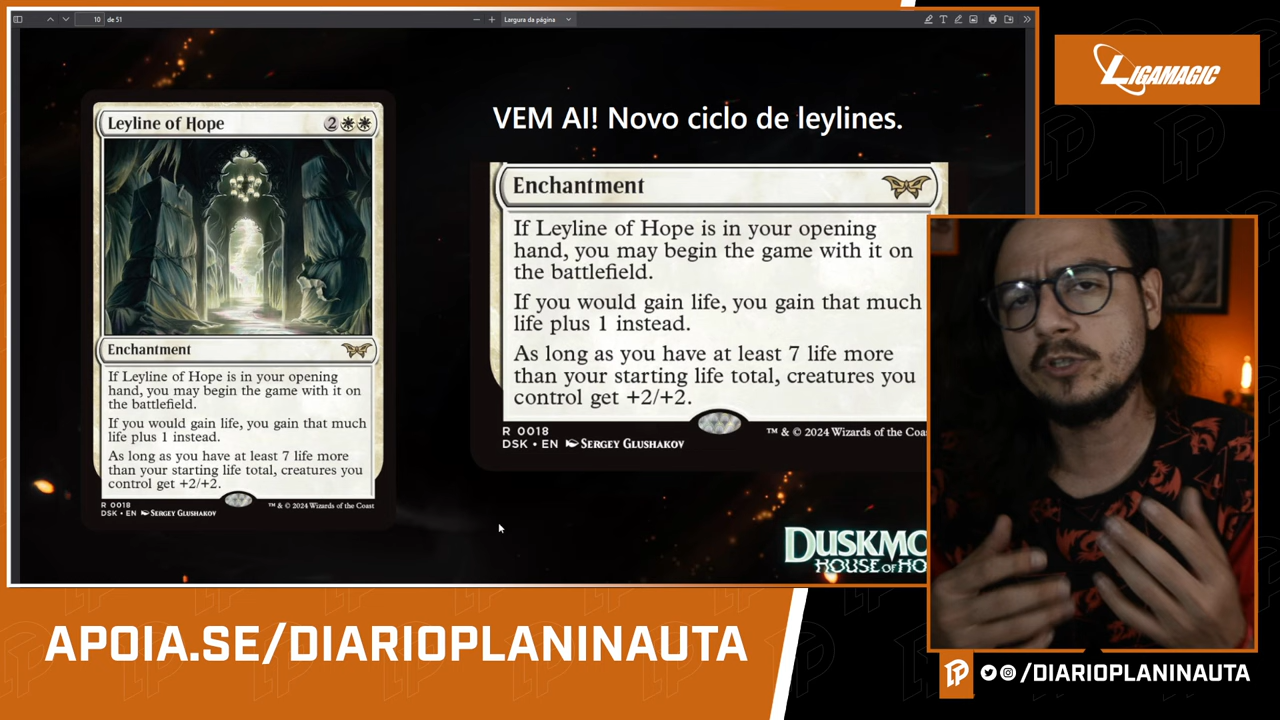 10 de 51
Largura da página
LIGAMAGIC
VEM AI! Novo ciclo de leylines.
Leyline of Hope 2
Enchantment
If Leyline of Hope is in your opening
hand, you may begin the game with it on
the battlefield.
If you would gain life, you gain that much
life plus 1 instead.
As long as you have at least 7 life more
than your starting life total, creatures you
control get +2/+2.
R 0018
DSK • EN SERGEY GLUSHAKOV
™ & © 2024 Wizards of the Coast
Enchantment
If Leyline of Hope is in your opening
hand, you may begin the game with it on
the battlefield.
If you would gain life, you gain that much
life plus 1 instead.
As long as you have at least 7 life more
than your starting life total, creatures you
control get +2/+2.
R 0018
DSK • EN SERGEY GLUSHAKOV
™ & © 2024 Wizards of the Coa
DUSKMO
HOUSE OF HO
APOIA.SE/DIARIOPLANINAUTA
/DIARIOPLANINAUTA